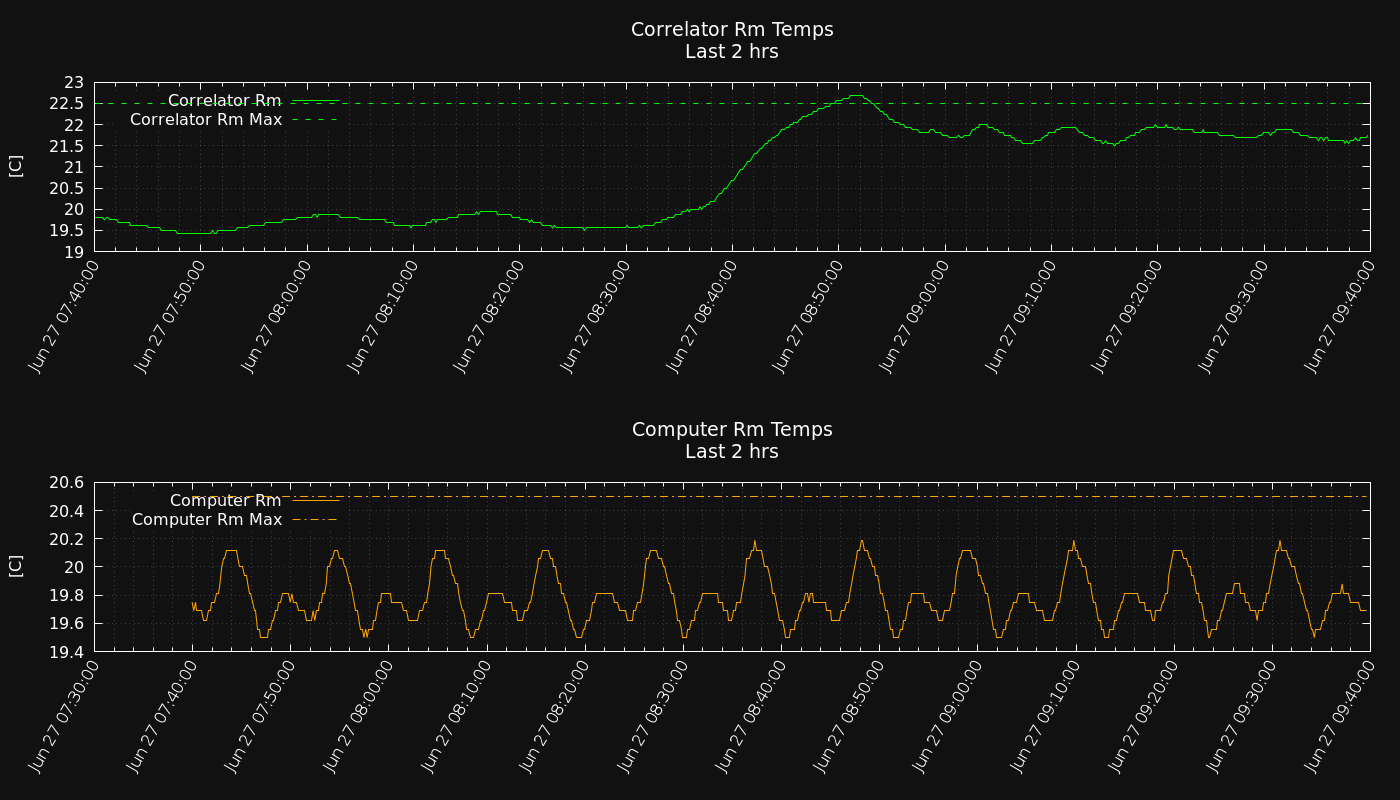 Correlator Rm Temps
Last 2 hrs
Correlator Rm
Correlator Rm Max
[C]
23
22.5
22
21.5
21
20.5
20
19.5
19
Jun 27 07:40:00
Jun 27 07:50:00
Jun 27 08:00:00
Jun 27 08:10:00
Jun 27 08:20:00
Jun 27 08:30:00
Jun 27 08:40:00
Jun 27 08:50:00
Jun 27 09:00:00
Jun 27 09:10:00
Jun 27 09:20:00
Jun 27 09:30:00
Jun 27 09:40:00
Computer Rm Temps
Last 2 hrs
Computer Rm
Computer Rm Max
[C]
20.6
20.4
20.2
20
19.8
19.6
19.4
Jun 27 07:30:00
Jun 27 07:40:00
Jun 27 07:50:00
Jun 27 08:00:00
Jun 27 08:10:00
Jun 27 08:20:00
Jun 27 08:30:00
Jun 27 08:40:00
Jun 27 08:50:00
Jun 27 09:00:00
Jun 27 09:10:00
Jun 27 09:20:00
Jun 27 09:30:00
Jun 27 09:40:00